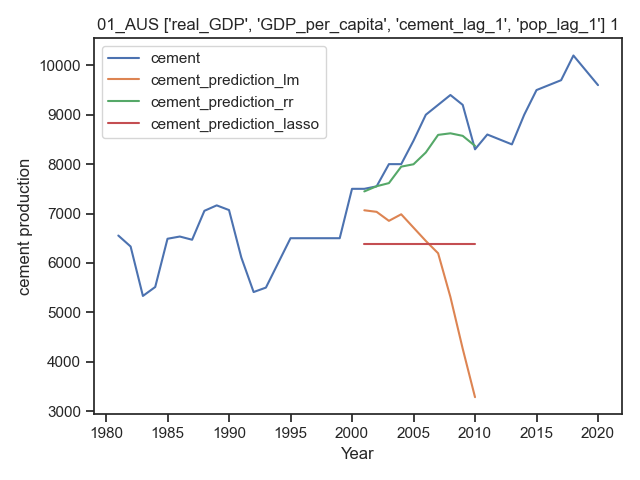 01_AUS ['real_GDP', 'GDP_per_capita', 'cement_lag_1', 'pop_lag_1'] 1
cement
cement_prediction_lm
cement_prediction_rr
cement_prediction_lasso
cement production
10000
9000
8000
7000
6000
5000
4000
3000
1980 1985 1990 1995 2000 2005 2010 2015 2020
Year